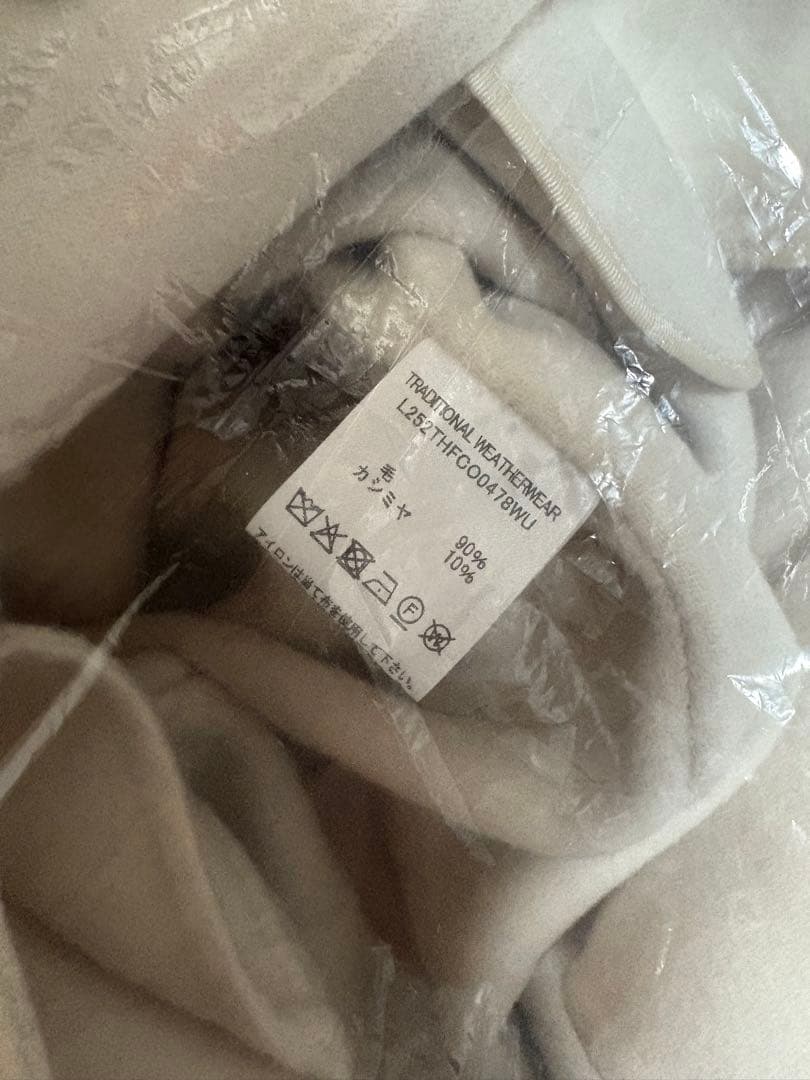 TRADITIONAL WEATHERWEAR
L252THFCO0478WU
毛 90%
カシミヤ 10%
F
W
アイロンは当て布を使用して下さい。